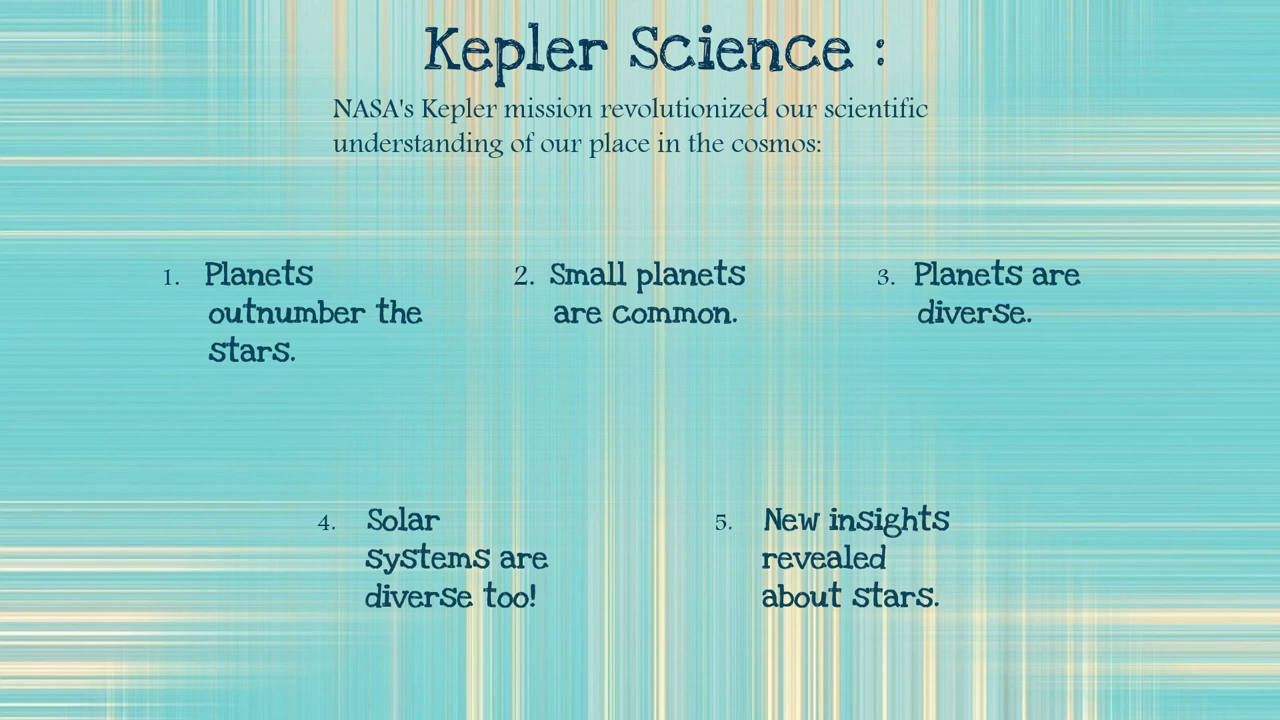 Kepler Science :
NASA's Kepler mission revolutionized our scientific
understanding of our place in the cosmos:
1. Planets
outnumber the
stars.
2. Small planets
are common.
3. Planets are
diverse.
4. Solar
systems are
diverse too!
5. New insights
revealed
about stars.